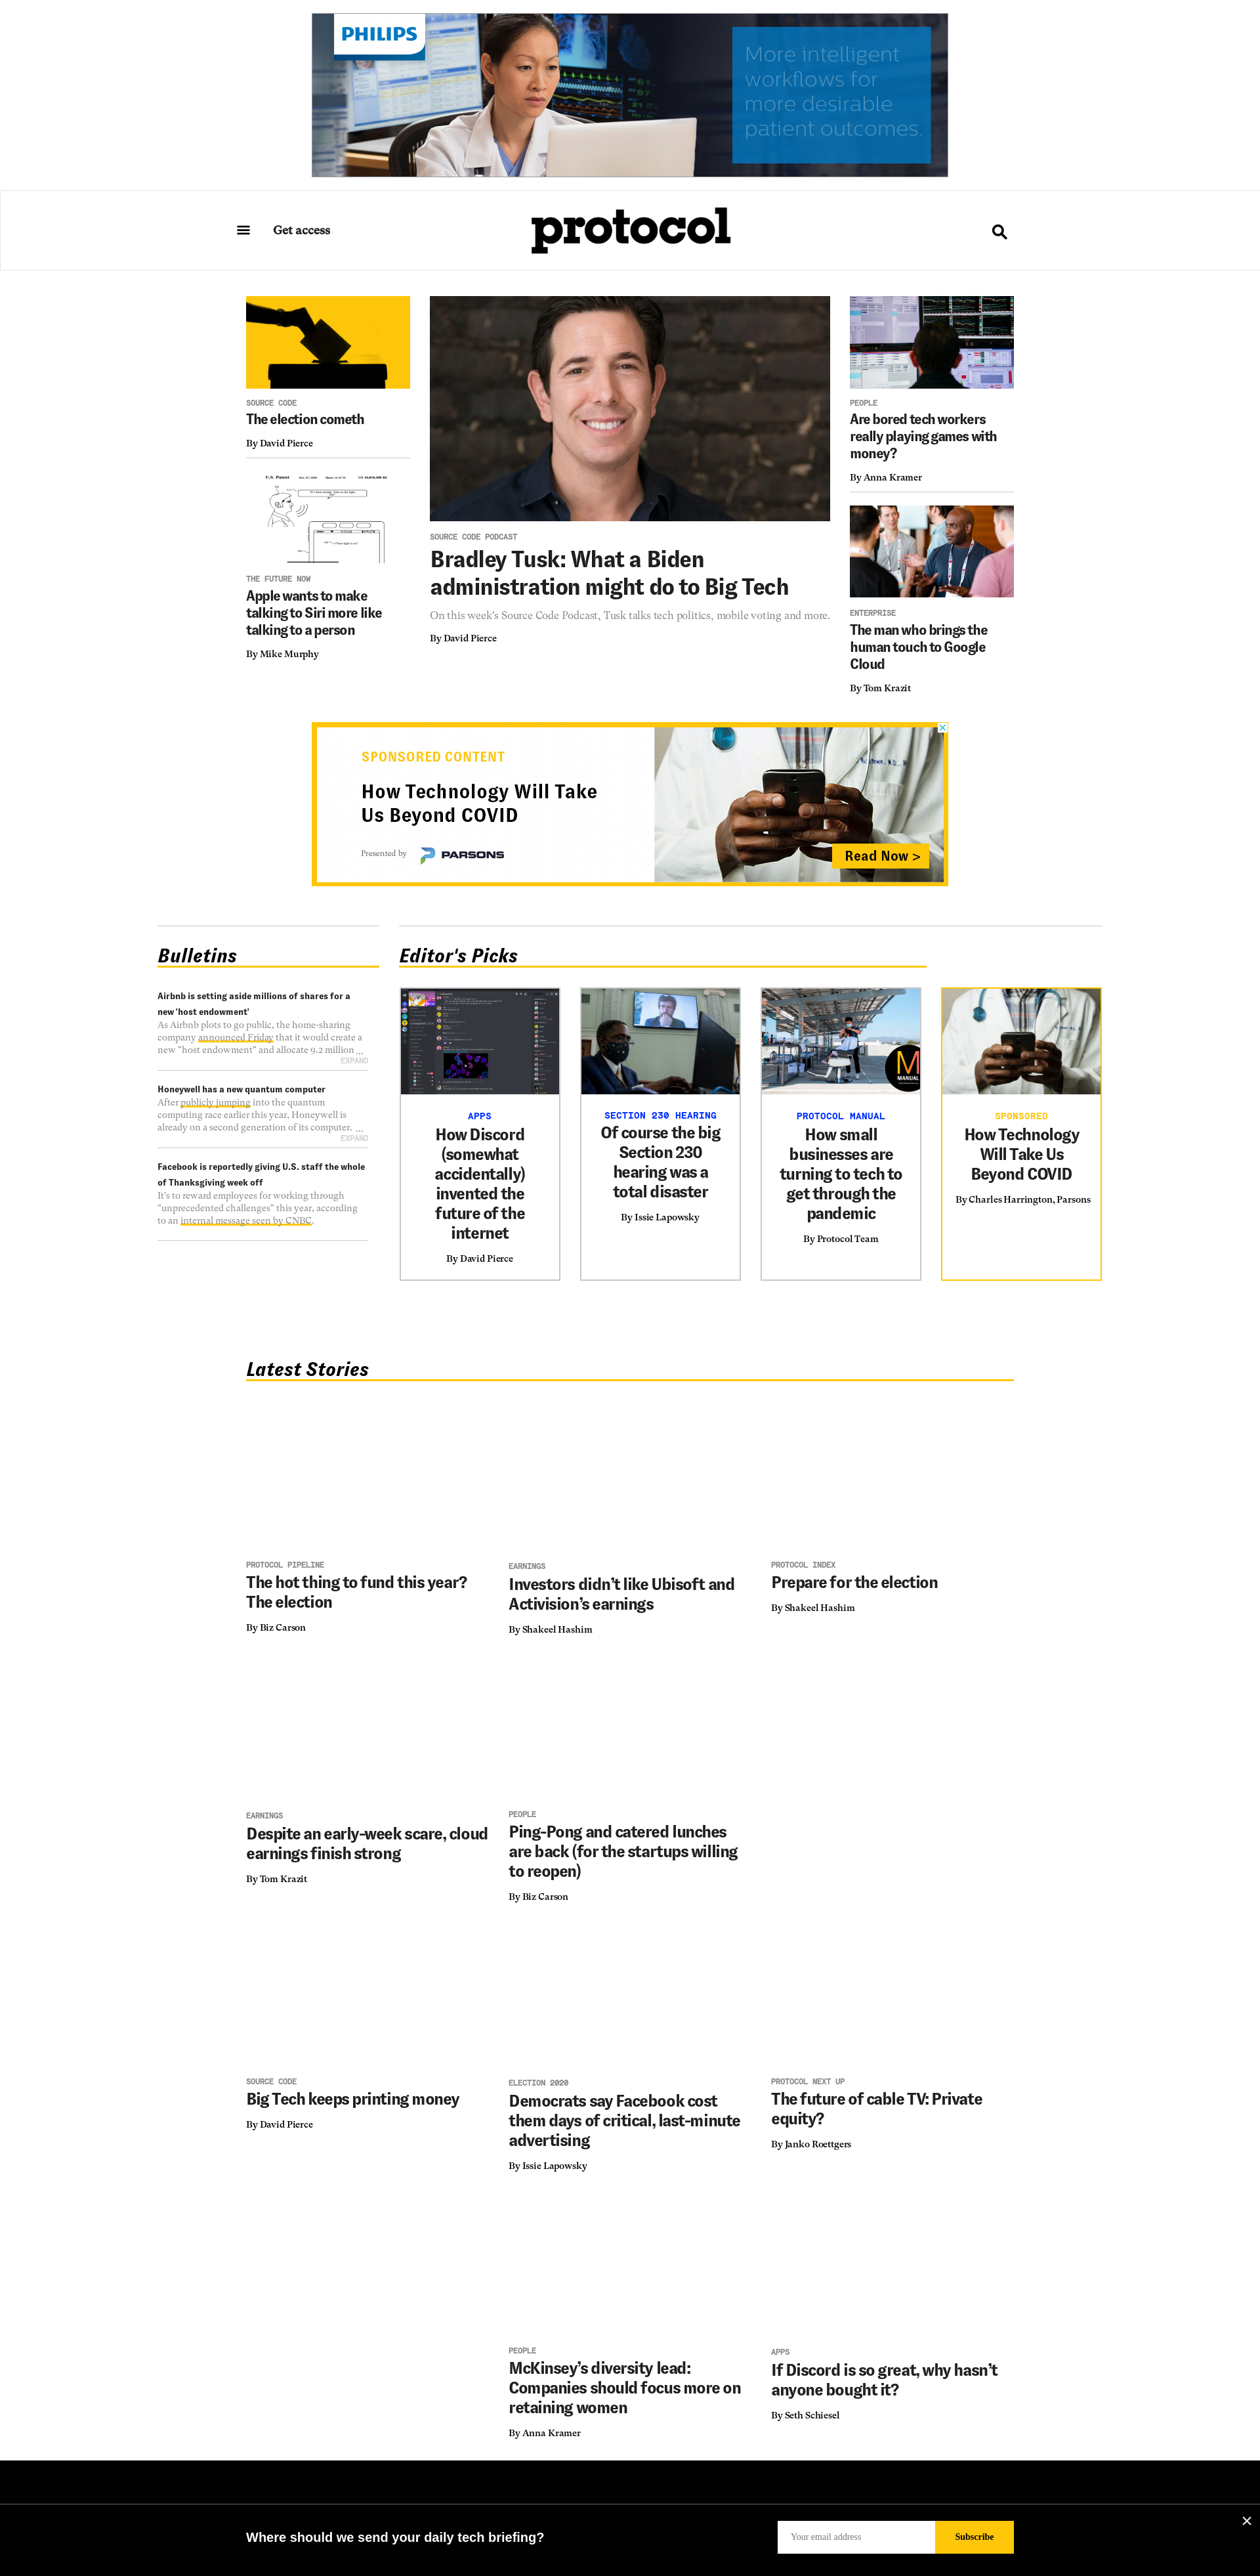 PHILIPS
More intelligent
workflows for
more desirable
patient outcomes.
Get access
protocol
SOURCE CODE
The election cometh
By David Pierce
THE FUTURE NOW
Apple wants to make
talking to Siri more like
talking to a person
By Mike Murphy
SOURCE CODE PODCAST
Bradley Tusk: What a Biden
administration might do to Big Tech
On this week's Source Code Podcast, Tusk talks tech politics, mobile voting and more.
By David Pierce
PEOPLE
Are bored tech workers
really playing games with
money?
By Anna Kramer
ENTERPRISE
The man who brings the
human touch to Google
Cloud
By Tom Krazit
SPONSORED CONTENT
How Technology Will Take
Us Beyond COVID
Presented by
PARSONS
Read Now >
Bulletins
Airbnb is setting aside millions of shares for a
new 'host endowment'
As Airbnb plots to go public, the home-sharing
company announced Friday that it would create a
new "host endowment" and allocate 9.2 million ...
EXPAND
Honeywell has a new quantum computer
After publicly jumping into the quantum
computing race earlier this year, Honeywell is
already on a second generation of its computer. ...
EXPAND
Facebook is reportedly giving U.S. staff the whole
of Thanksgiving week off
It's to reward employees for working through
"unprecedented challenges" this year, according
to an internal message seen by CNBC.
Editor's Picks
APPS
How Discord
(somewhat
accidentally)
invented the
future of the
internet
By David Pierce
SECTION 230 HEARING
Of course the big
Section 230
hearing was a
total disaster
By Issie Lapowsky
M
MANUAL
PROTOCOL MANUAL
How small
businesses are
turning to tech to
get through the
pandemic
By Protocol Team
SPONSORED
How Technology
Will Take Us
Beyond COVID
By Charles Harrington, Parsons
Latest Stories
PROTOCOL PIPELINE
The hot thing to fund this year?
The election
By Biz Carson
EARNINGS
Investors didn't like Ubisoft and
Activision's earnings
By Shakeel Hashim
PROTOCOL INDEX
Prepare for the election
By Shakeel Hashim
EARNINGS
Despite an early-week scare, cloud
earnings finish strong
By Tom Krazit
PEOPLE
Ping-Pong and catered lunches
are back (for the startups willing
to reopen)
By Biz Carson
SOURCE CODE
Big Tech keeps printing money
By David Pierce
ELECTION 2020
Democrats say Facebook cost
them days of critical, last-minute
advertising
By Issie Lapowsky
PROTOCOL NEXT UP
The future of cable TV: Private
equity?
By Janko Roettgers
PEOPLE
McKinsey's diversity lead:
Companies should focus more on
retaining women
By Anna Kramer
APPS
If Discord is so great, why hasn't
anyone bought it?
By Seth Schiesel
Where should we send your daily tech briefing?
Your email address
Subscribe